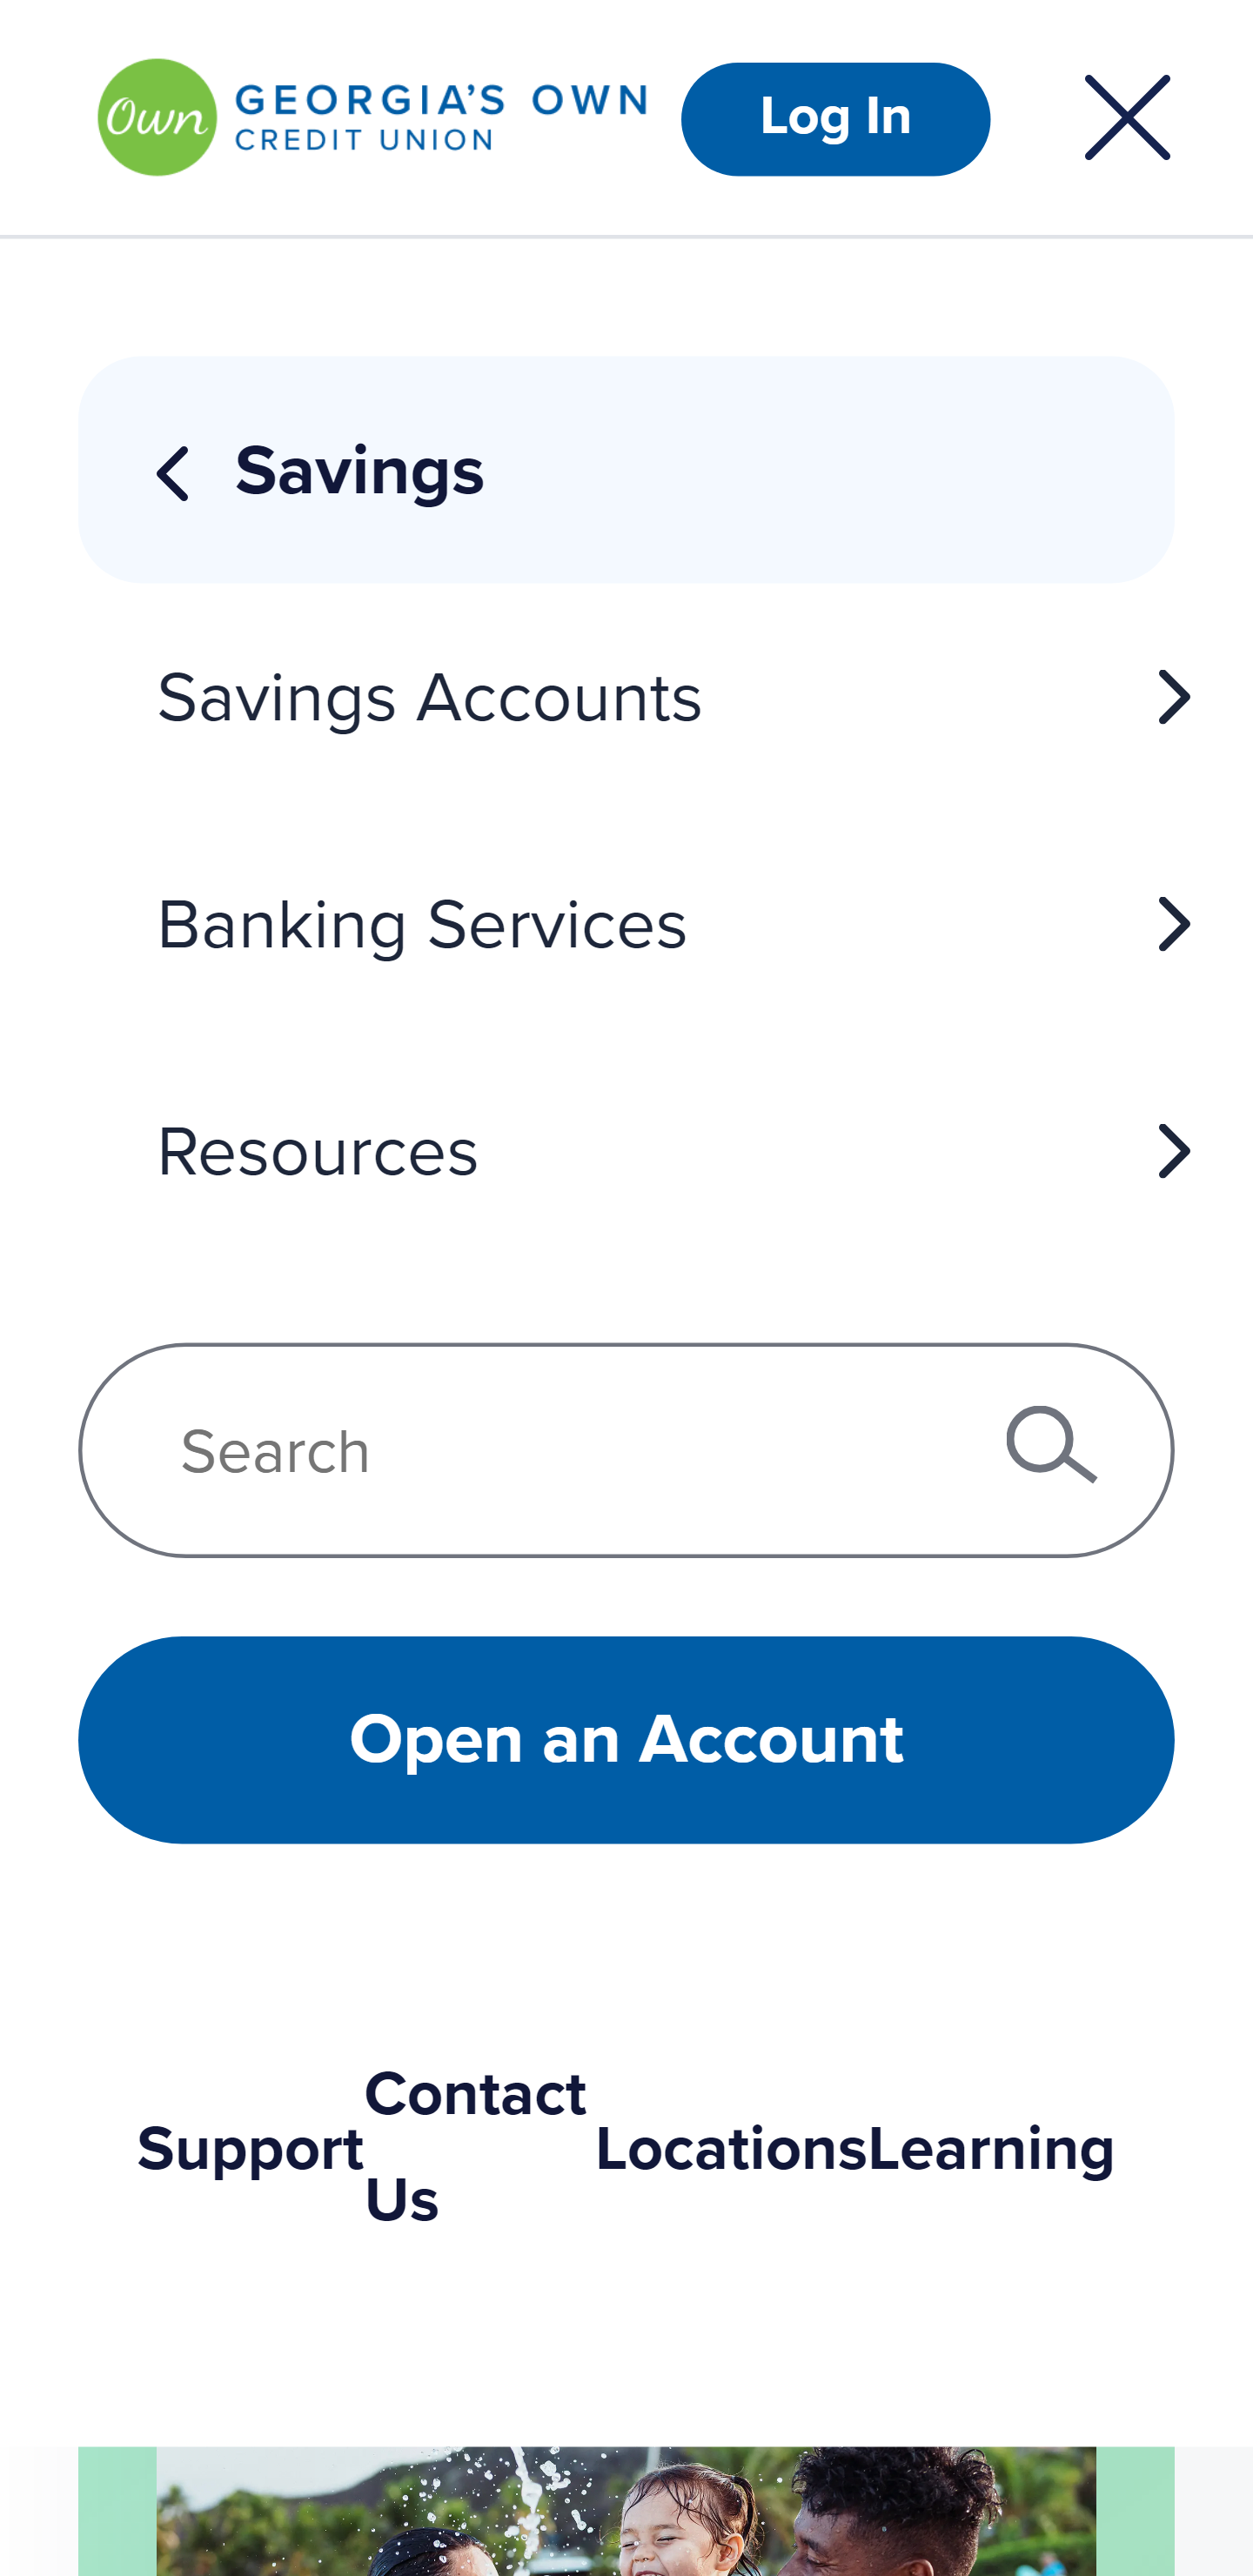 Own
GEORGIA'S OWN
CREDIT UNION
Log In
Savings
Savings Accounts
Banking Services
Resources
Search
Open an Account
Support
Contact
Us
Locations
Learning